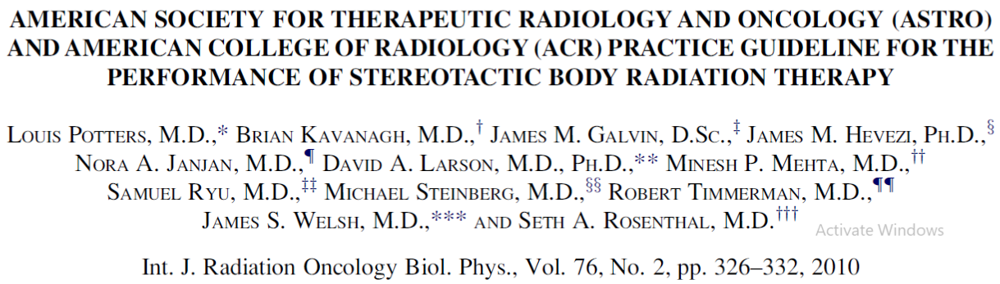 AMERICAN SOCIETY FOR THERAPEUTIC RADIOLOGY AND ONCOLOGY (ASTRO)
AND AMERICAN COLLEGE OF RADIOLOGY (ACR) PRACTICE GUIDELINE FOR THE
PERFORMANCE OF STEREOTACTIC BODY RADIATION THERAPY
LOUIS POTTERS, M.D.,* BRIAN KAVANAGH, M.D.,† JAMES M. GALVIN, D.SC.,‡ JAMES M. HEVEZI, PH.D.,§
NORA A. JANJAN, M.D.,¶ DAVID A. LARSON, M.D., PH.D.,** MINESH P. MEHTA, M.D.,††
SAMUEL RYU, M.D.,‡‡ MICHAEL STEINBERG, M.D.,§§ ROBERT TIMMERMAN, M.D.,¶¶
JAMES S. WELSH, M.D.,*** AND SETH A. ROSENTHAL, M.D.†††
Activate Windows
Int. J. Radiation Oncology Biol. Phys., Vol. 76, No. 2, pp. 326–332, 2010